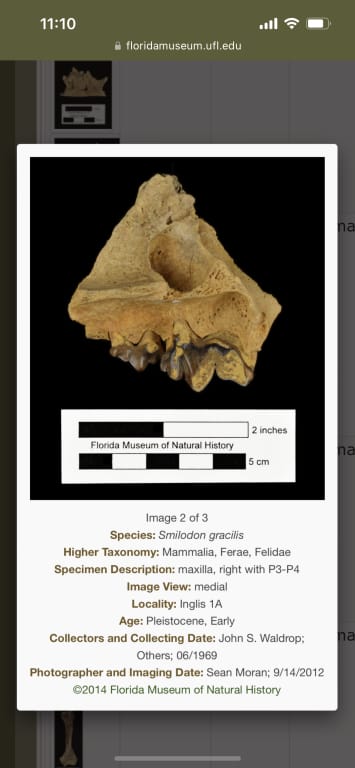 11:10
floridamuseum.ufl.edu
ma
2 inches
Florida Museum of Natural History
5 cm
ma
Image 2 of 3
Species: Smilodon gracilis
Higher Taxonomy: Mammalia, Ferae, Felidae
Specimen Description: maxilla, right with P3-P4
Image View: medial
Locality: Inglis 1A
Age: Pleistocene, Early
Collectors and Collecting Date: John S. Waldrop;
Others; 06/1969
ma
Photographer and Imaging Date: Sean Moran; 9/14/2012
©2014 Florida Museum of Natural History